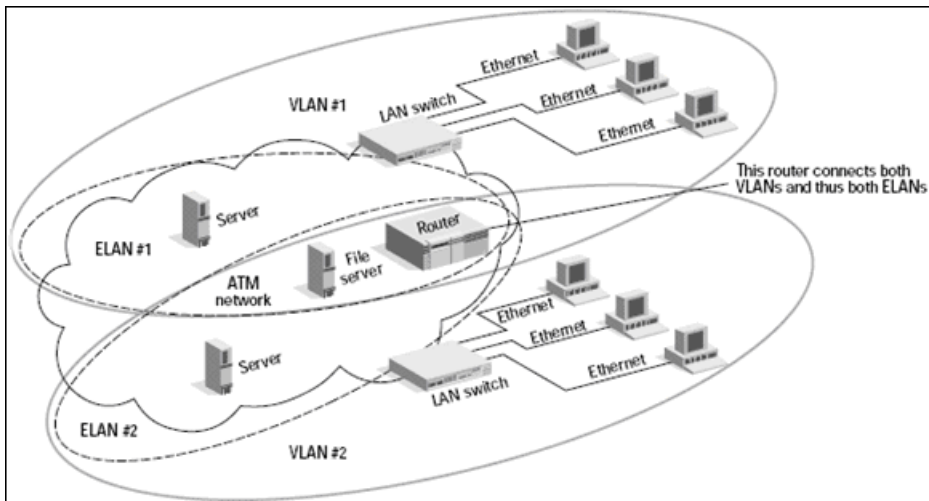 Ethernet
VLAN #1
LAN switch
Ethernet
Ethernet
This router connects both
VLANs and thus both ELANs
Server
Router
ELAN #1
File
server
ATM
network
Ethernet
Ethernet
Server
Ethernet
LAN switch
ELAN #2
VLAN #2